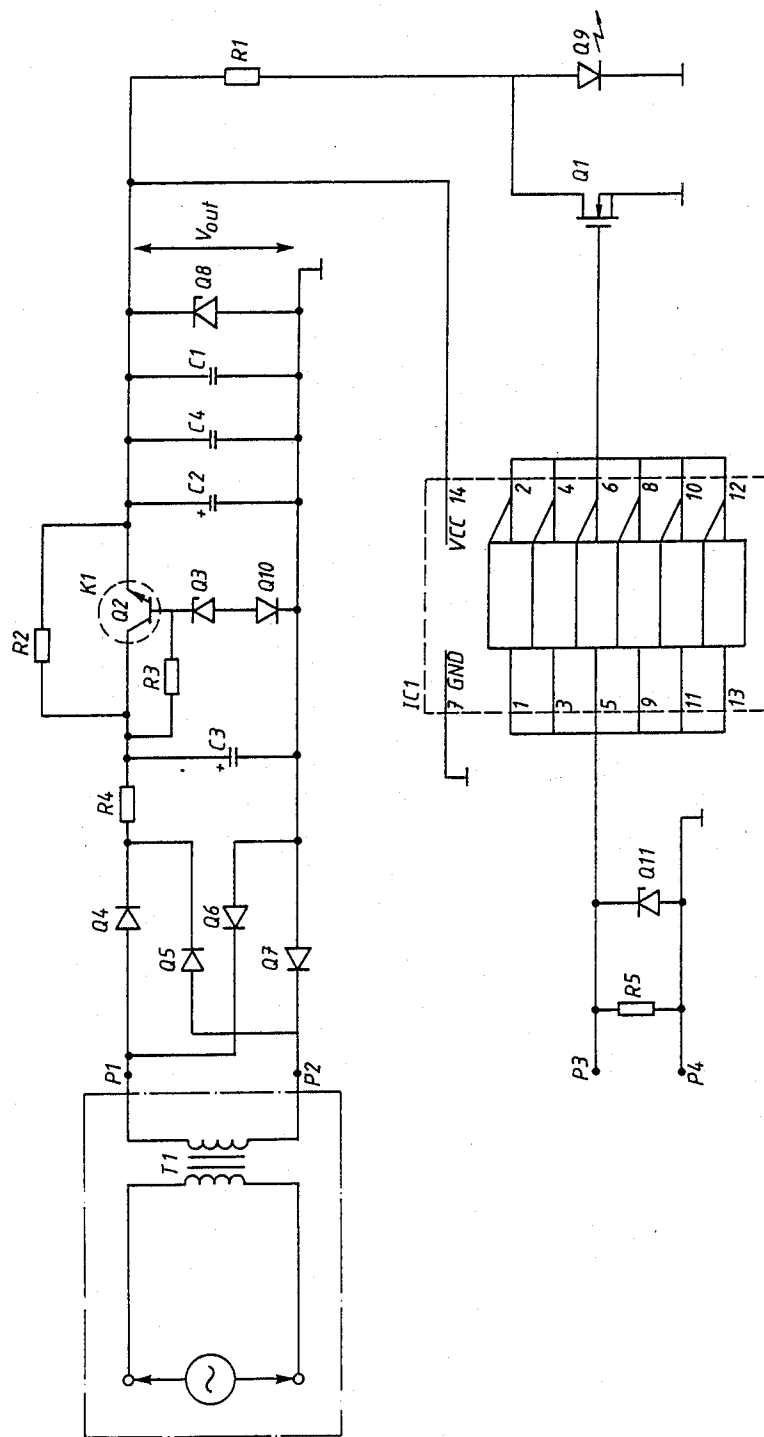 T1
P1
P2
Q4
Q5
Q6
Q7
R4
C3
+
R3
R2
K1
Q2
Q3
Q10
C2
+
C4
C1
Q8
Vout
R1
Q9
Q1
P3
P4
R5
Q11
IC1
7 GND
VCC 14
1
3
5
9
11
13
2
4
6
8
10
12